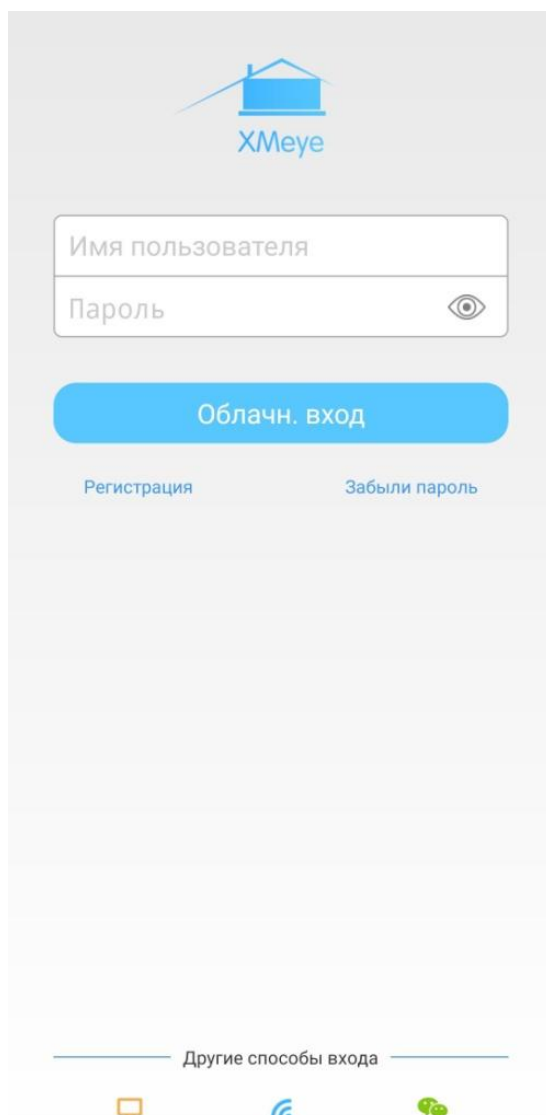 XMeye
Имя пользователя
Пароль
Облачн. вход
Регистрация
Забыли пароль
Другие способы входа